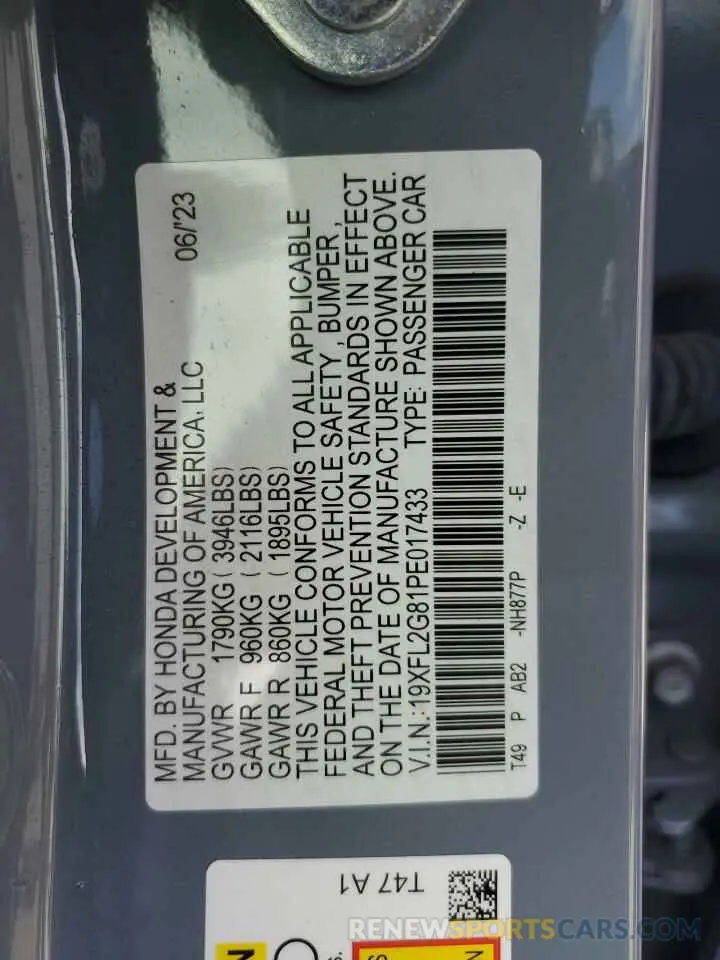 MFD. BY HONDA DEVELOPMENT &
MANUFACTURING OF AMERICA, LLC 06/'23
GVWR 1790KG ( 3946LBS)
GAWR F 960KG ( 2116LBS)
GAWR R 860KG ( 1895LBS)
THIS VEHICLE CONFORMS TO ALL APPLICABLE
FEDERAL MOTOR VEHICLE SAFETY, BUMPER,
AND THEFT PREVENTION STANDARDS IN EFFECT
ON THE DATE OF MANUFACTURE SHOWN ABOVE.
V.I.N.:19XFL2G81PE017433 TYPE: PASSENGER CAR
T49 P AB2 -NH877P -Z -E
T47 A1
RENEWSPORTSCARS.COM